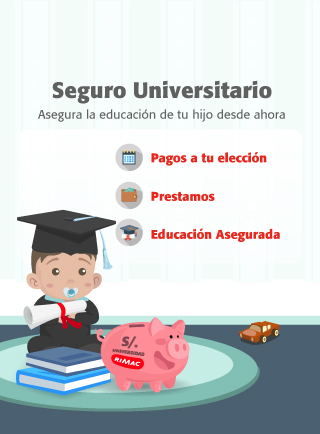 Seguro Universitario
Asegura la educación de tu hijo desde ahora
Pagos a tu elección
Prestamos
Educación Asegurada
S/.
UNIVERSIDAD
RIMAC